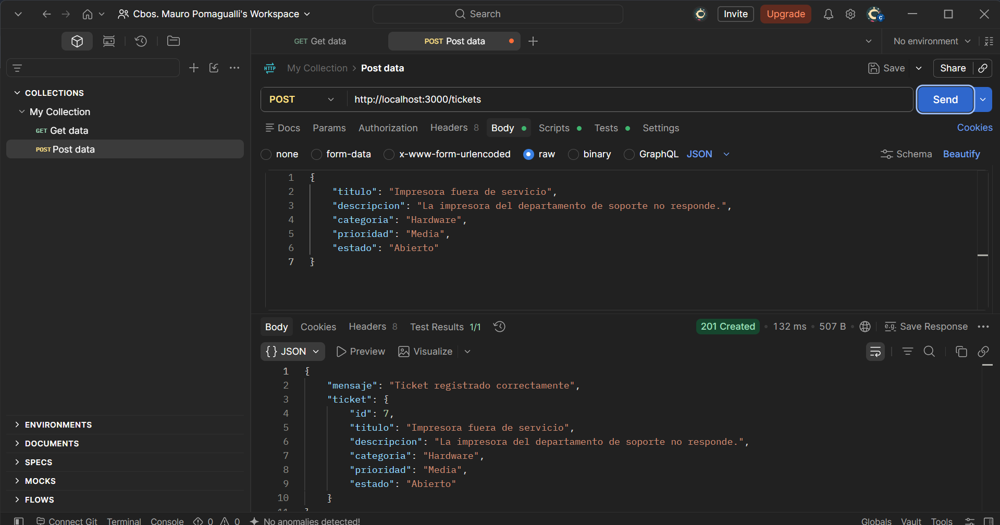 Cbos. Mauro Pomagualli's Workspace
Search
Invite
Upgrade
GET Get data
POST Post data
No environment
HTTP My Collection > Post data
Save
Share
COLLECTIONS
My Collection
GET Get data
POST Post data
POST
http://localhost:3000/tickets
Send
Docs Params Authorization Headers 8 Body Scripts Tests Settings
Cookies
none form-data x-www-form-urlencoded raw binary GraphQL JSON
Schema Beautify
1 {
2 "titulo": "Impresora fuera de servicio",
3 "descripcion": "La impresora del departamento de soporte no responde.",
4 "categoria": "Hardware",
5 "prioridad": "Media",
6 "estado": "Abierto"
7 }
Body Cookies Headers 8 Test Results 1/1
201 Created • 132 ms • 507 B
e.g. Save Response
{} JSON Preview Visualize
1 {
2 "mensaje": "Ticket registrado correctamente",
3 "ticket": {
4 "id": 7,
5 "titulo": "Impresora fuera de servicio",
6 "descripcion": "La impresora del departamento de soporte no responde.",
7 "categoria": "Hardware",
8 "prioridad": "Media",
9 "estado": "Abierto"
10 }
11 }
ENVIRONMENTS
DOCUMENTS
SPECS
MOCKS
FLOWS
Connect Git Terminal Console 0 0 No anomalies detected!
Globals Vault Tools